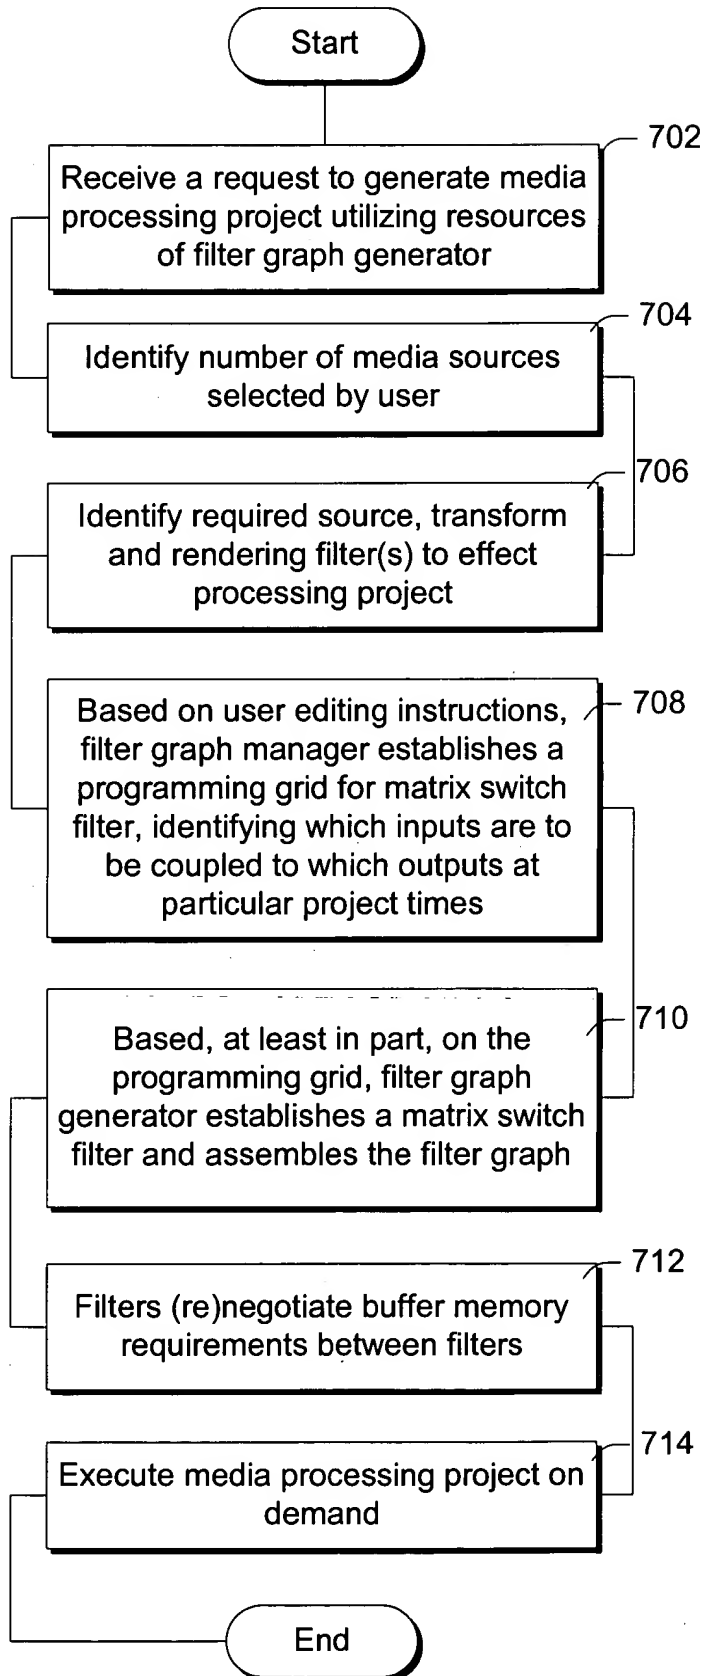 Start
702
Receive a request to generate media
processing project utilizing resources
of filter graph generator
704
Identify number of media sources
selected by user
706
Identify required source, transform
and rendering filter(s) to effect
processing project
708
Based on user editing instructions,
filter graph manager establishes a
programming grid for matrix switch
filter, identifying which inputs are to
be coupled to which outputs at
particular project times
710
Based, at least in part, on the
programming grid, filter graph
generator establishes a matrix switch
filter and assembles the filter graph
712
Filters (re)negotiate buffer memory
requirements between filters
714
Execute media processing project on
demand
End